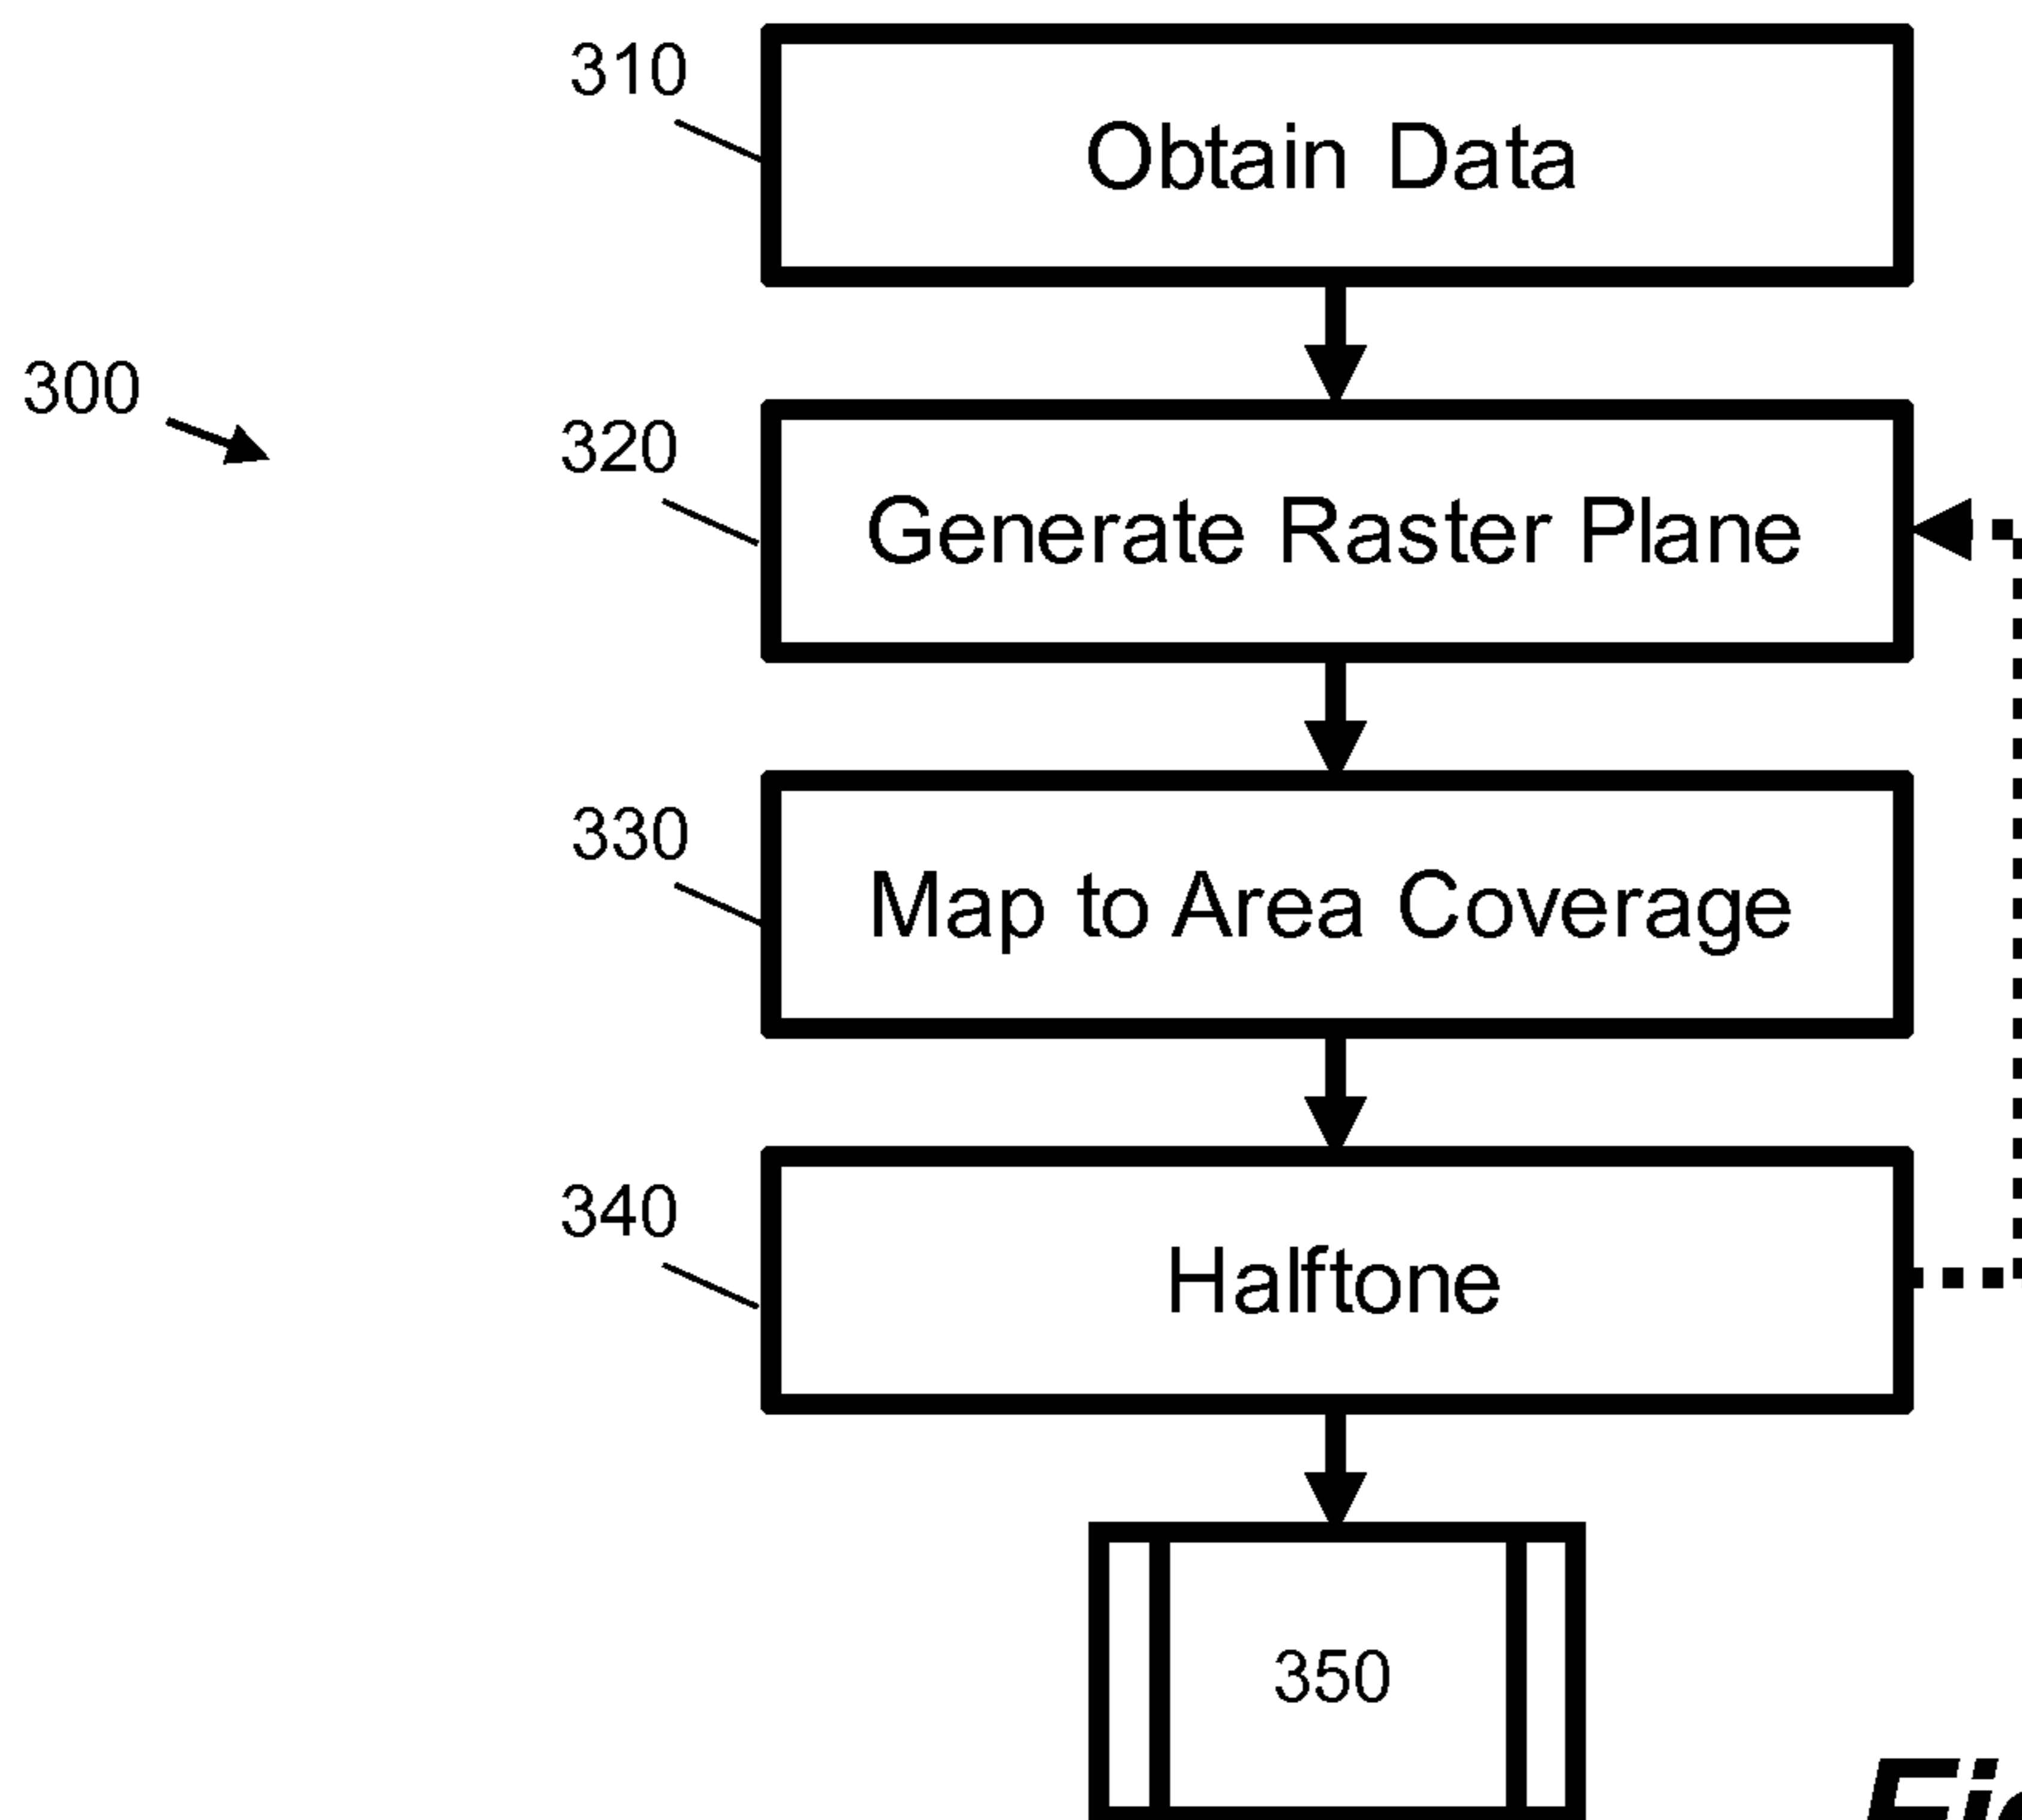 310
Obtain Data
300
320
Generate Raster Plane
330
Map to Area Coverage
340
Halftone
350